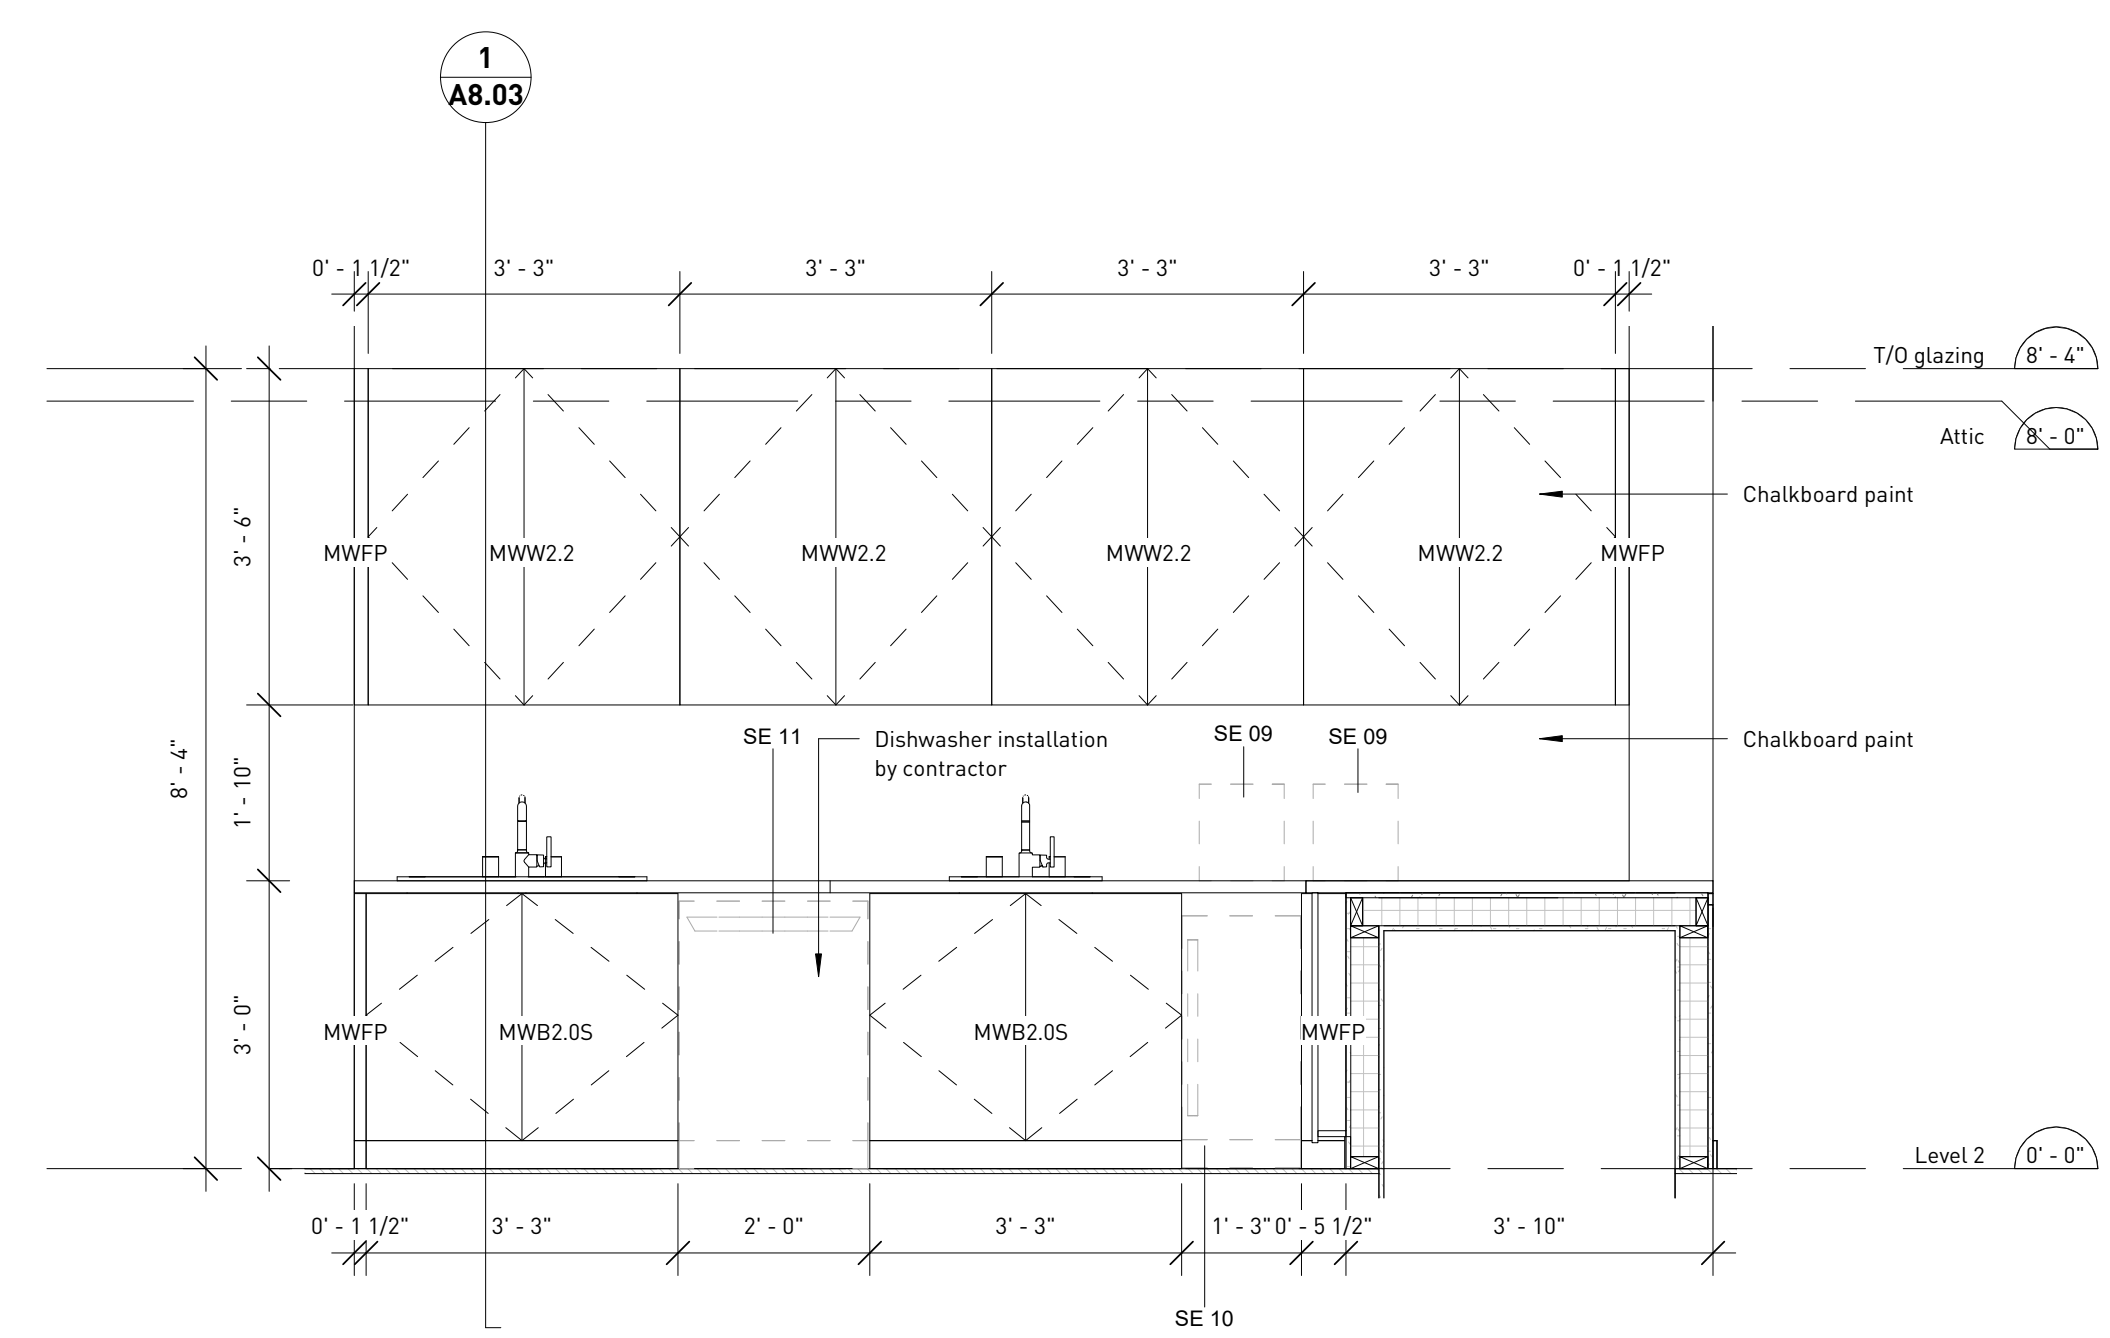 1
A8.03
0' - 1 1/2"
3' - 3"
3' - 3"
3' - 3"
3' - 3"
0' - 1 1/2"
T/O glazing
8' - 4"
Attic
8' - 0"
Chalkboard paint
3' - 6"
MWFP
MWW2.2
MWW2.2
MWW2.2
MWW2.2
MWFP
SE 11
Dishwasher installation
by contractor
SE 09
SE 09
Chalkboard paint
8' - 4"
1' - 10"
3' - 0"
MWFP
MWB2.0S
MWB2.0S
MWFP
Level 2
0' - 0"
0' - 1 1/2"
3' - 3"
2' - 0"
3' - 3"
1' - 3"
0' - 5 1/2"
3' - 10"
SE 10